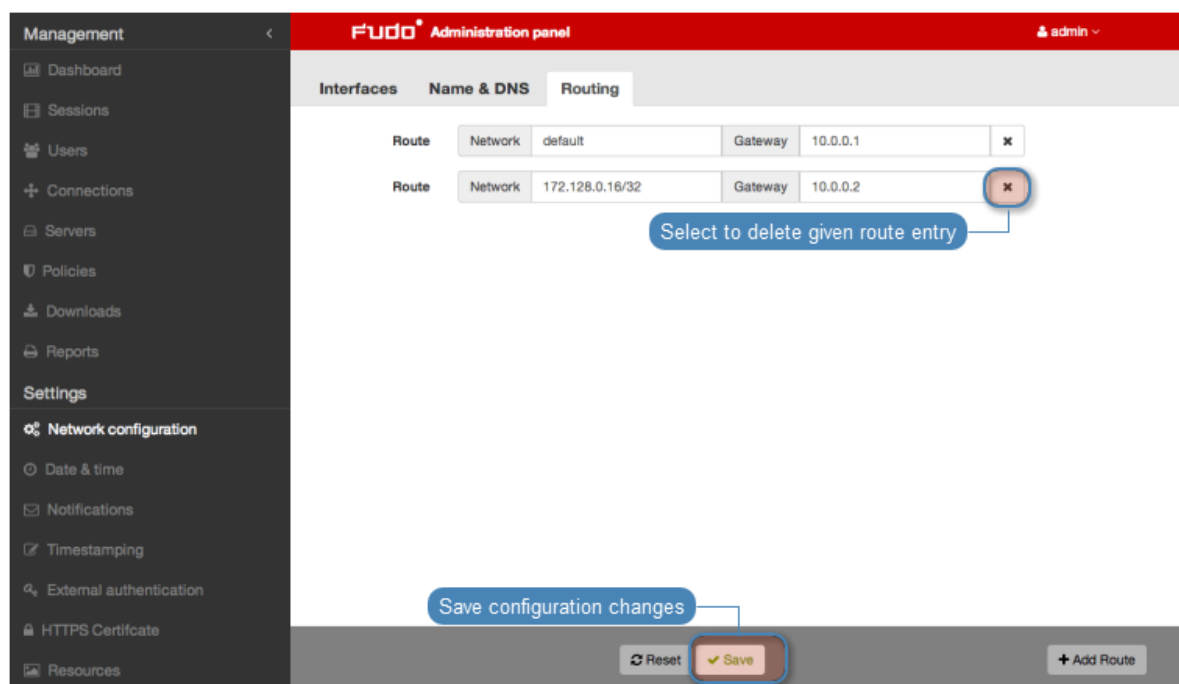 Management
FUDO Administration panel
admin
Dashboard
Interfaces Name & DNS Routing
Sessions
Users
Route Network default Gateway 10.0.0.1
Connections
Route Network 172.128.0.16/32 Gateway 10.0.0.2
Servers
Select to delete given route entry
Policies
Downloads
Reports
Settings
Network configuration
Date & time
Notifications
Timestamping
External authentication
Save configuration changes
HTTPS Certifcate
Reset Save + Add Route
Resources